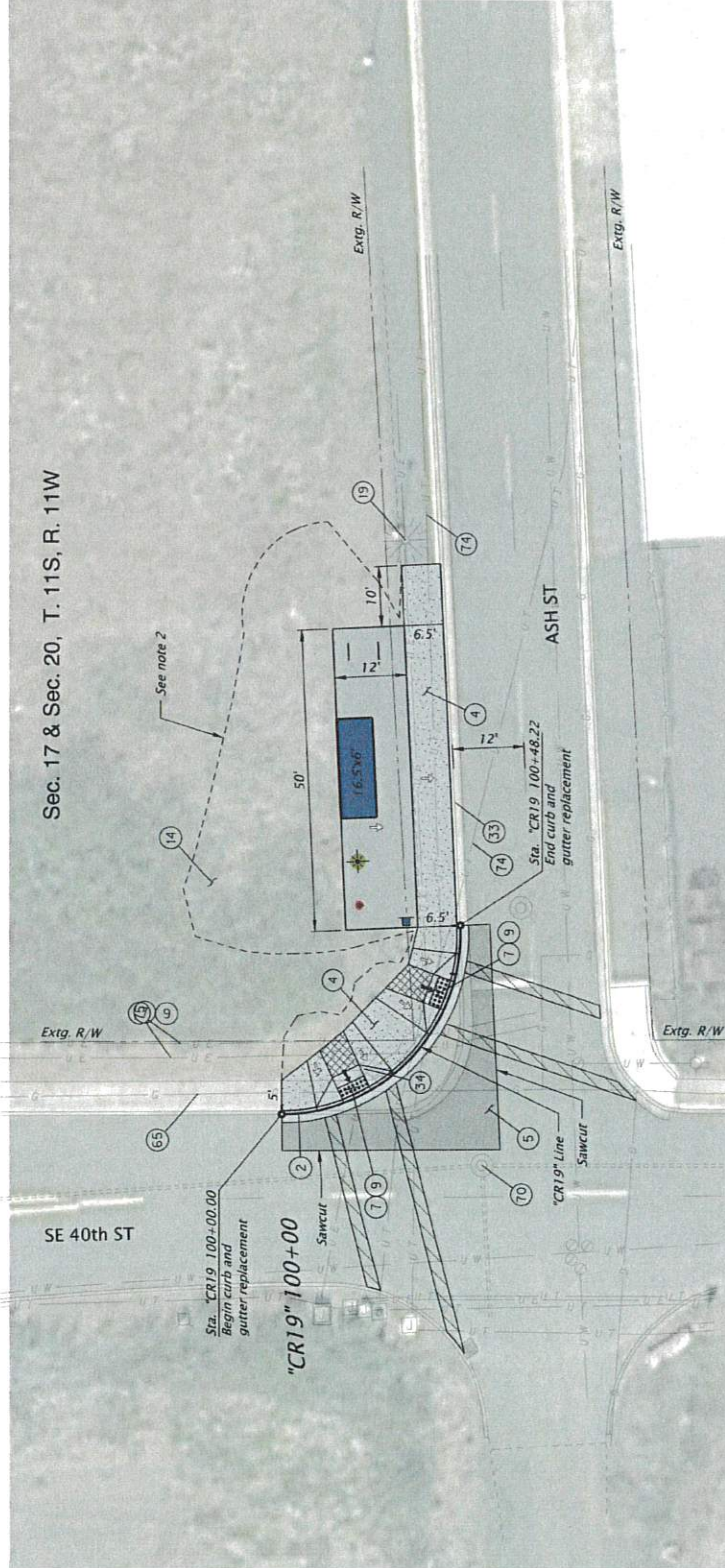 Sec. 17 & Sec. 20, T. 11S, R. 11W
See note 2
14
Extg. R/W
Extg. R/W
19
74
10'
50'
12'
6.5'
16.5'x6'
4
ASH ST
12'
33
74
Sta. "CR19 100+48.22
End curb and
gutter replacement
6.5'
7 9
4
Extg. R/W
9
Extg. R/W
34
5'
65
2
7 9
5
"CR19" Line
Sawcut
70
SE 40th ST
Sta. "CR19 100+00.00
Begin curb and
gutter replacement
"CR19" 100+00
Sawcut